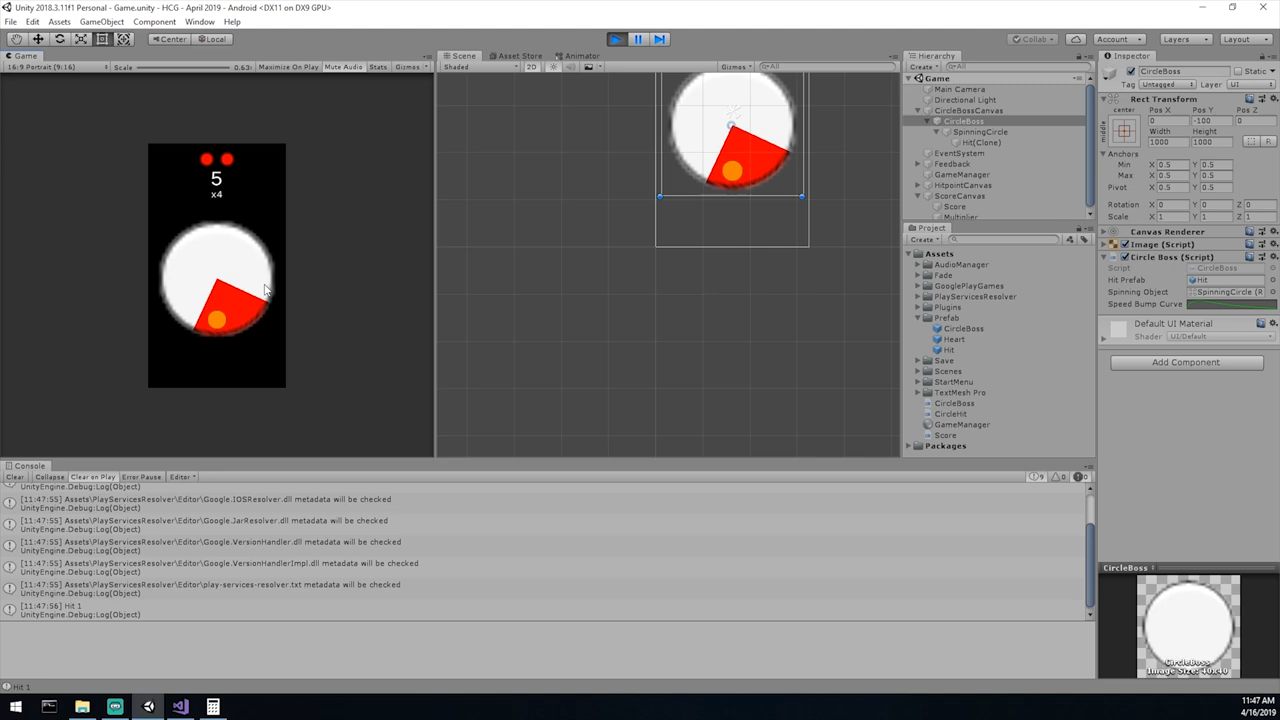 Unity 2018.3.11f1 Personal - Game.unity - HCG - April 2019 - Android <DX11 on DX9 GPU>
File Edit Assets GameObject Component Window Help
Center Local Collab Account Layers Layout
Game Scene Asset Store Animator Hierarchy Inspector
16:9 Portrait (9:16) Scale 0.63 Maximize On Play Mute Audio Stats Gizmos Shaded 2D Gizmos All Create All
CircleBoss Static
Tag Untagged Layer UI
Game
Main Camera
Directional Light
CircleBossCanvas
CircleBoss
SpinningCircle
Hit(Clone)
EventSystem
Feedback
GameManager
HitpointCanvas
ScoreCanvas
Score
Multiplier
Rect Transform
center Pos X Pos Y Pos Z
middle 0 -100 0
Width Height
1000 1000 R
Anchors
Min X 0.5 Y 0.5
Max X 0.5 Y 0.5
Pivot X 0.5 Y 0.5
Rotation X 0 Y 0 Z 0
Scale X 1 Y 1 Z 1
Canvas Renderer
Image (Script)
Circle Boss (Script)
Script CircleBoss
Hit Prefab Hit
Spinning Object SpinningCircle (R
Speed Bump Curve
Default UI Material
Shader UI/Default
Add Component
5
x4
Project
Create
Assets
AudioManager
Fade
GooglePlayGames
PlayServicesResolver
Plugins
Prefab
CircleBoss
Heart
Hit
Save
Scenes
StartMenu
TextMesh Pro
CircleBoss
CircleHit
GameManager
Score
Packages
Console
Clear Collapse Clear on Play Error Pause Editor 9 0 0
UnityEngine.Debug:Log(Object)
[11:47:55] Assets\PlayServicesResolver\Editor\Google.IOSResolver.dll metadata will be checked
UnityEngine.Debug:Log(Object)
[11:47:55] Assets\PlayServicesResolver\Editor\Google.JarResolver.dll metadata will be checked
UnityEngine.Debug:Log(Object)
[11:47:55] Assets\PlayServicesResolver\Editor\Google.VersionHandler.dll metadata will be checked
UnityEngine.Debug:Log(Object)
[11:47:55] Assets\PlayServicesResolver\Editor\Google.VersionHandlerImpl.dll metadata will be checked
UnityEngine.Debug:Log(Object)
[11:47:55] Assets\PlayServicesResolver\Editor\play-services-resolver.txt metadata will be checked
UnityEngine.Debug:Log(Object)
[11:47:56] Hit 1
UnityEngine.Debug:Log(Object)
CircleBoss
CircleBoss
Image Size: 40x40
Hit 1
11:47 AM
4/16/2019